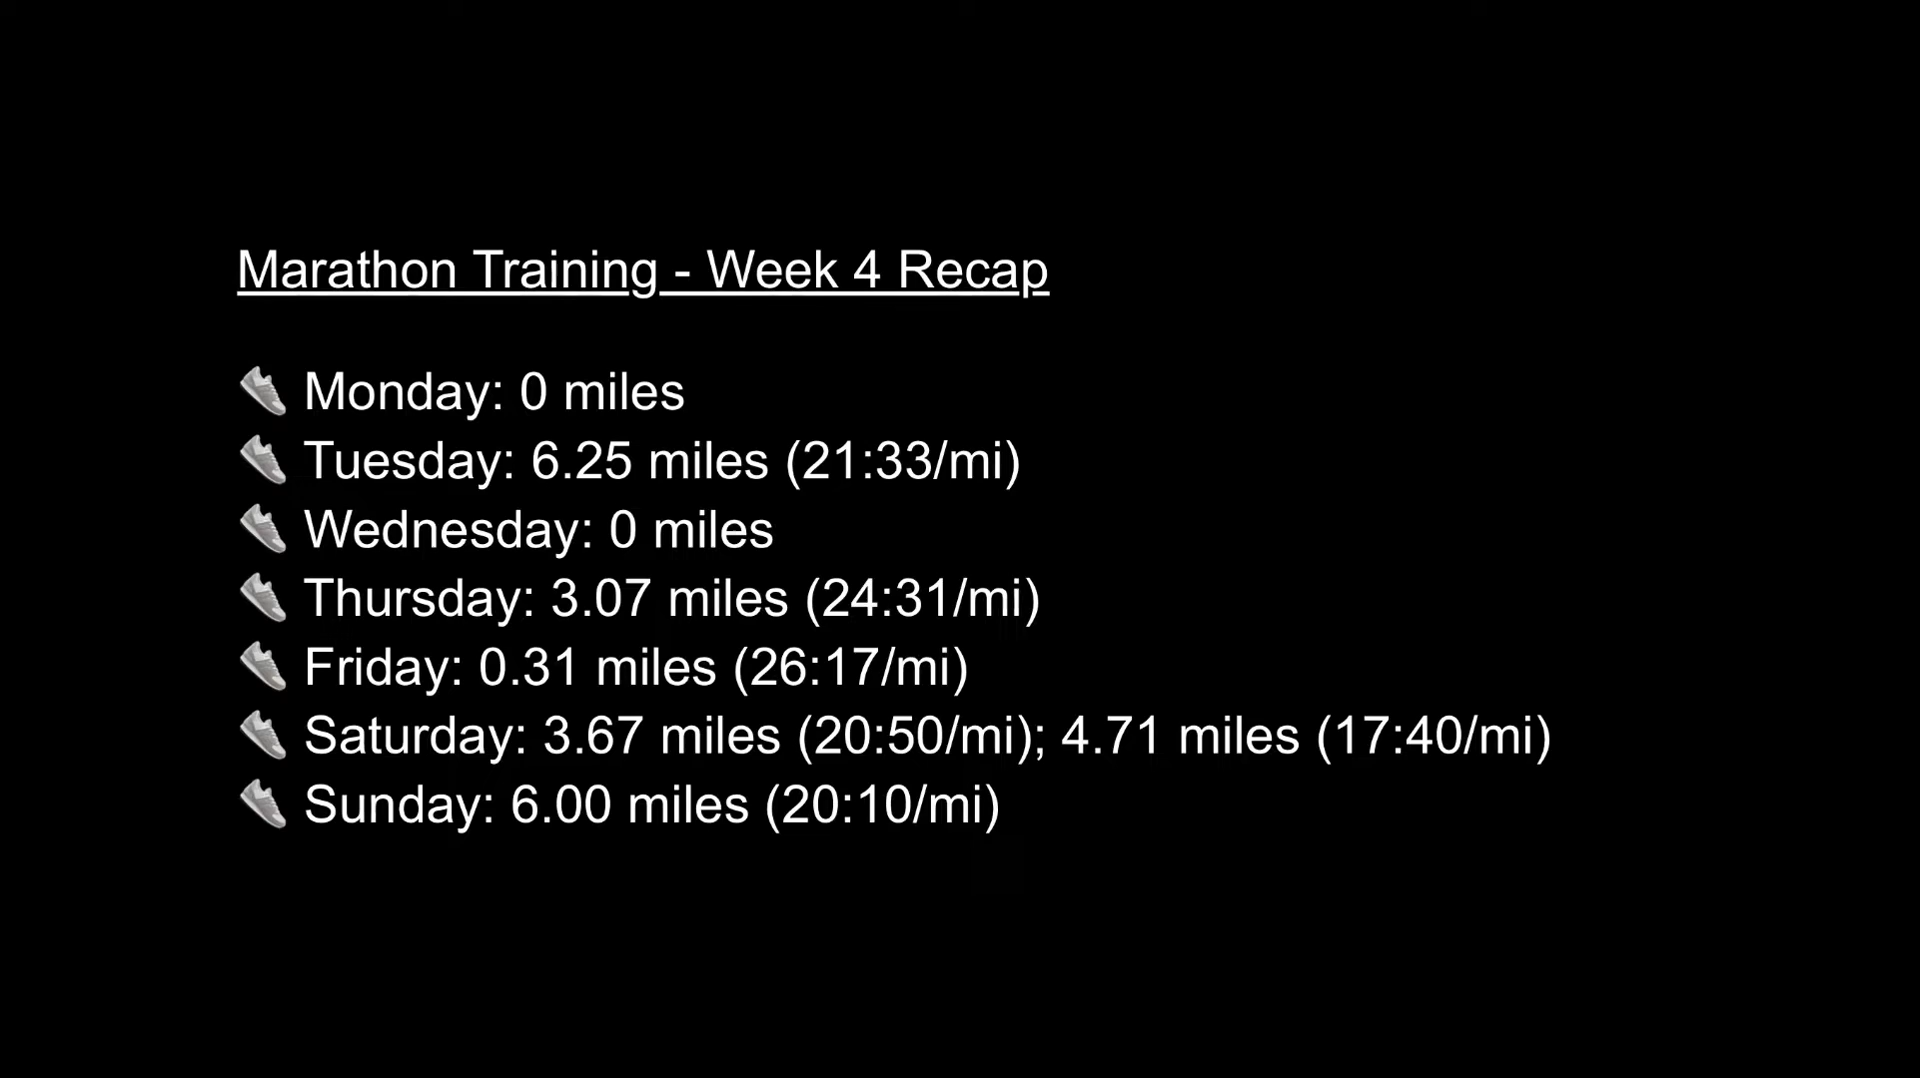 Marathon Training - Week 4 Recap
Monday: 0 miles
Tuesday: 6.25 miles (21:33/mi)
Wednesday: 0 miles
Thursday: 3.07 miles (24:31/mi)
Friday: 0.31 miles (26:17/mi)
Saturday: 3.67 miles (20:50/mi); 4.71 miles (17:40/mi)
Sunday: 6.00 miles (20:10/mi)